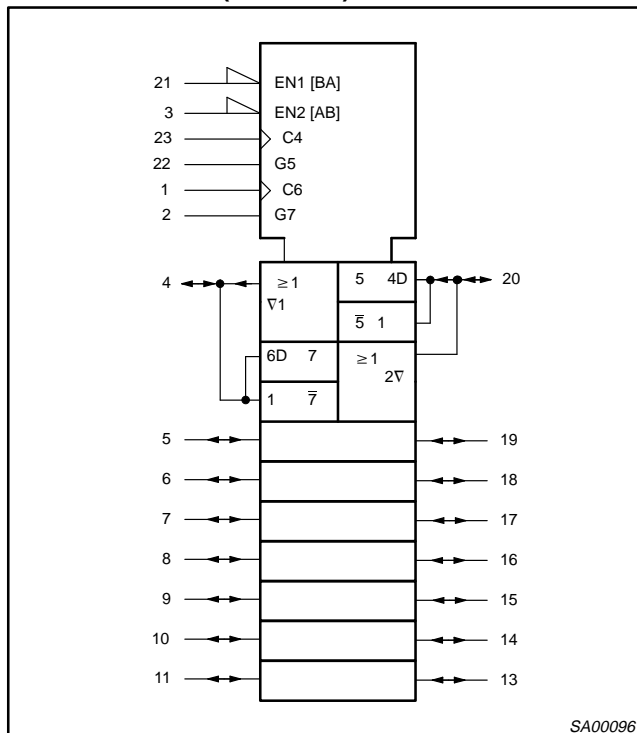 21 EN1 [BA]
3 EN2 [AB]
23 C4
22 G5
1 C6
2 G7
4 ≥1 5 4D 20
∇1
5̅ 1
6D 7 ≥1
2∇
1 7̅
5 19
6 18
7 17
8 16
9 15
10 14
11 13
SA00096